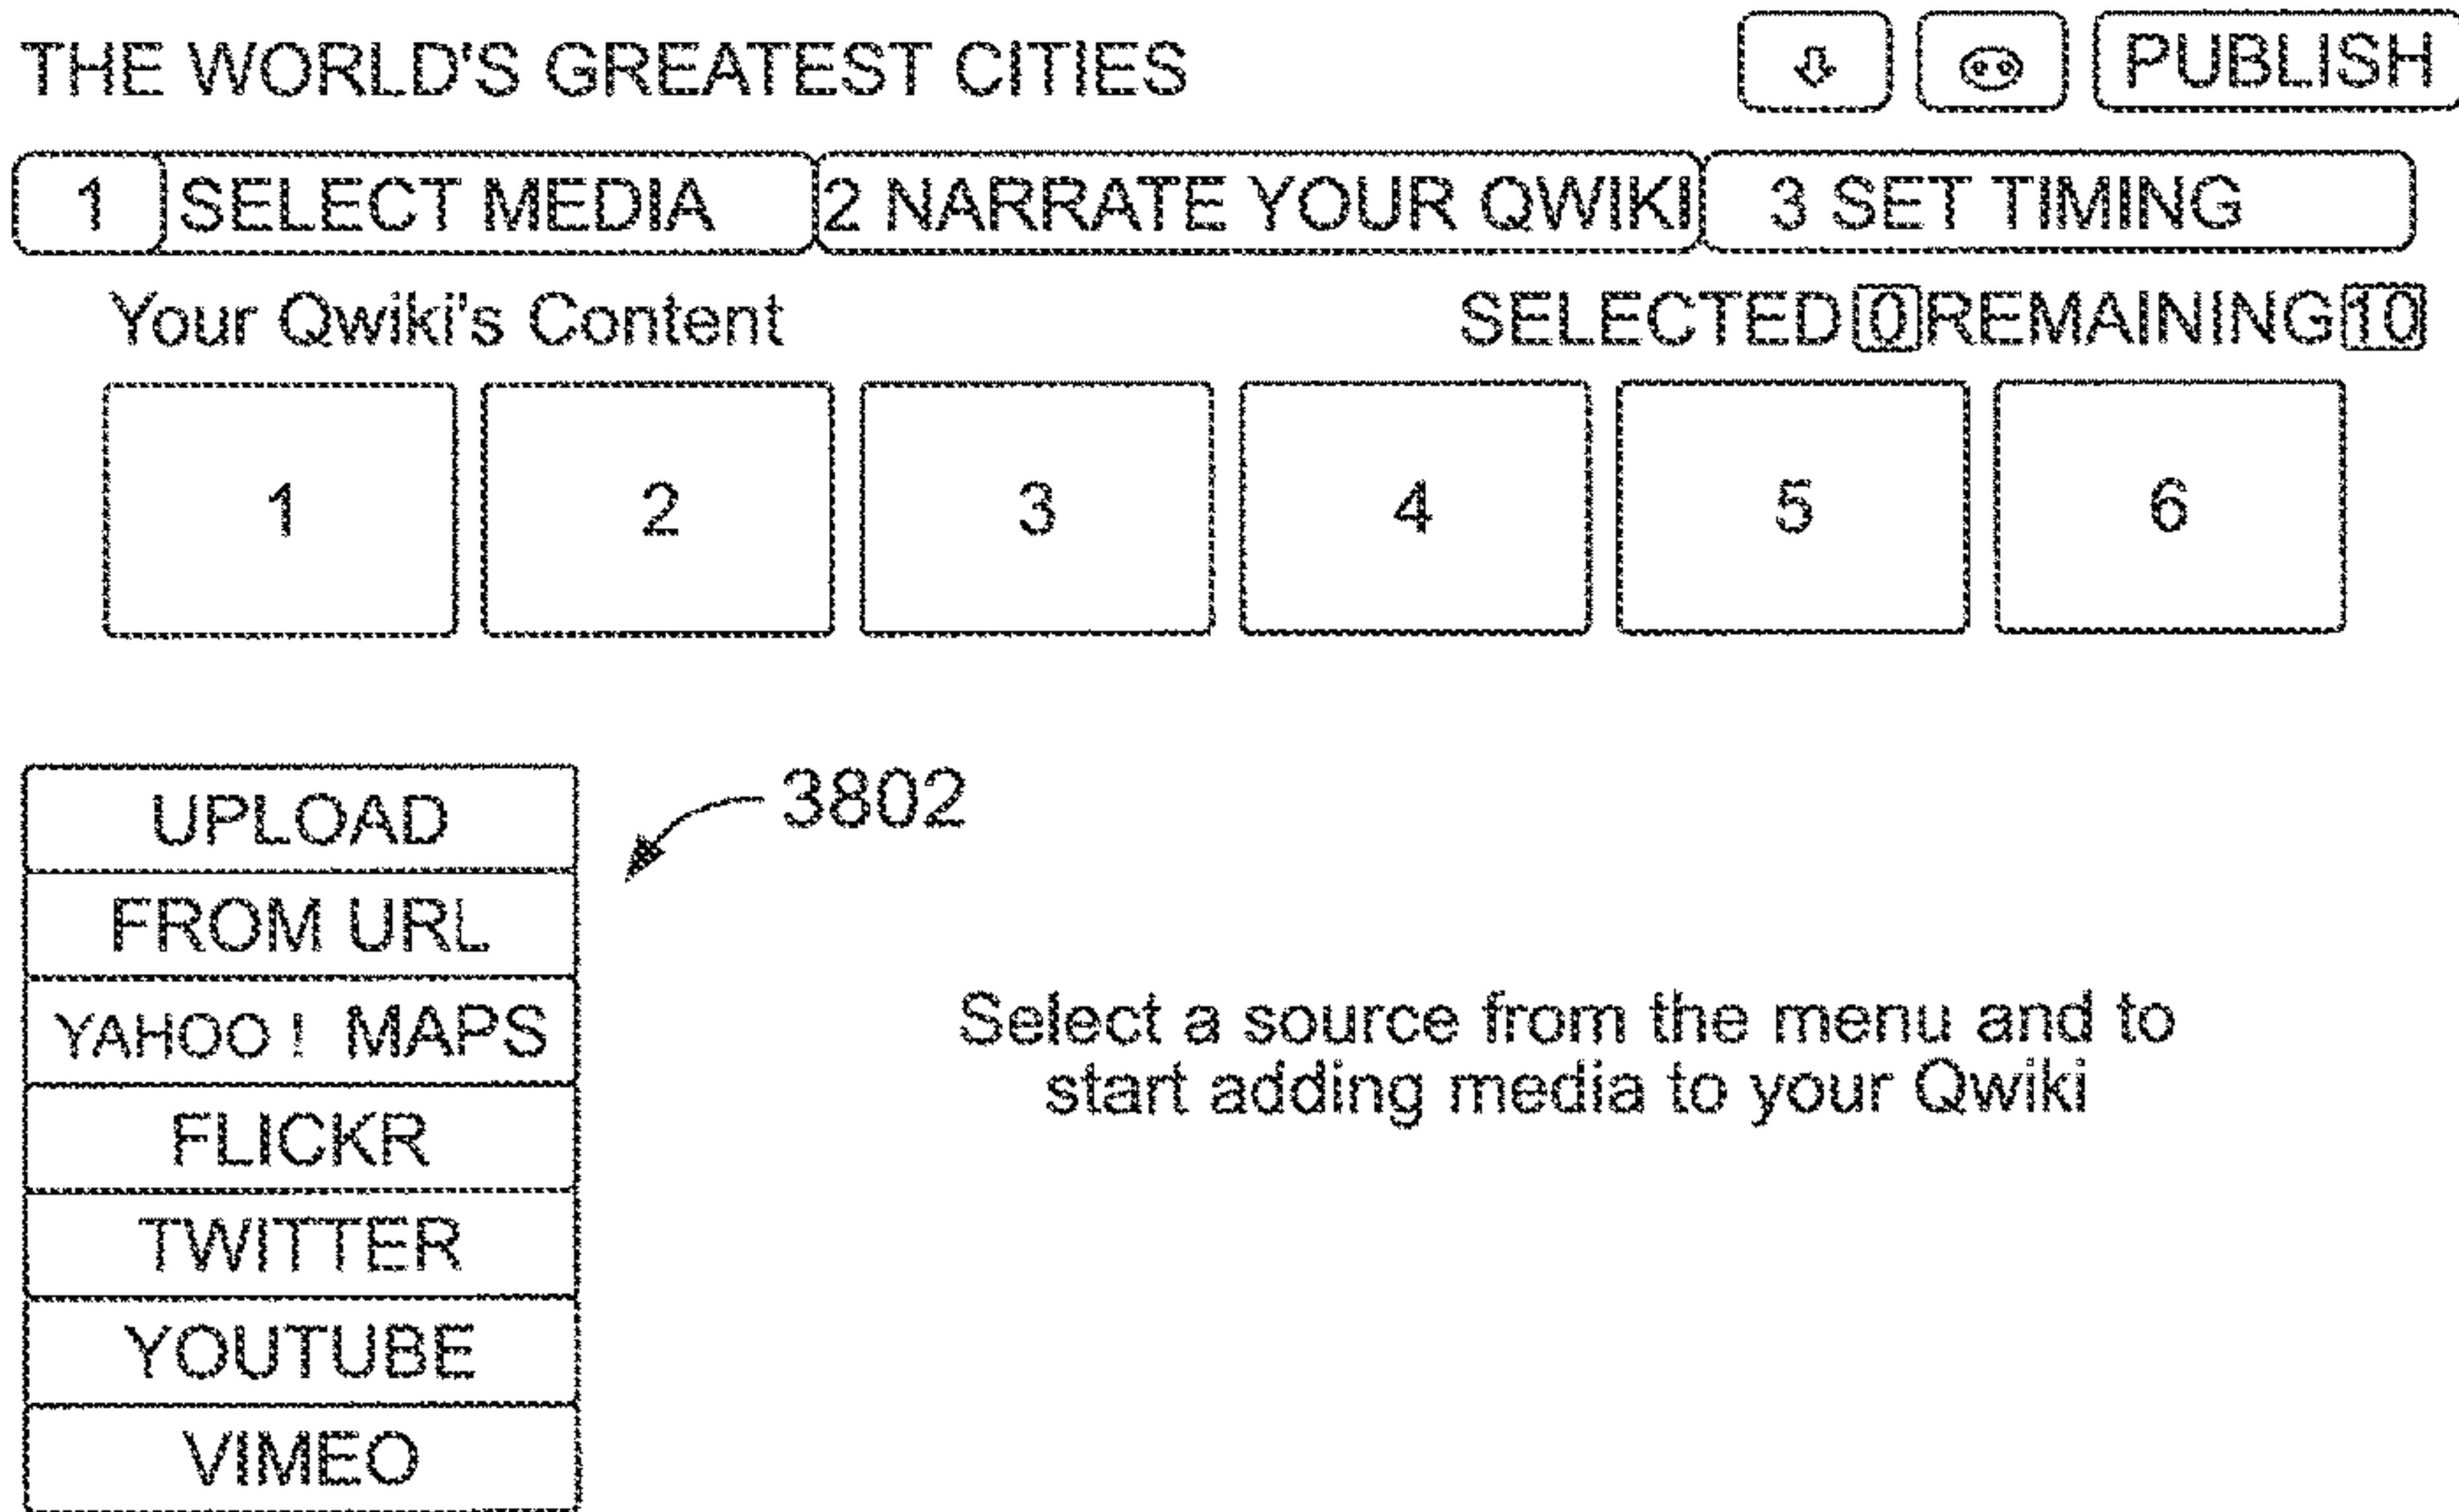 THE WORLD'S GREATEST CITIES PUBLISH
1 SELECT MEDIA 2 NARRATE YOUR QWIKI 3 SET TIMING
Your Qwiki's Content SELECTED 0 REMAINING 10
1 2 3 4 5 6
3802
UPLOAD
FROM URL
YAHOO ! MAPS
FLICKR
TWITTER
YOUTUBE
VIMEO
Select a source from the menu and to
start adding media to your Qwiki